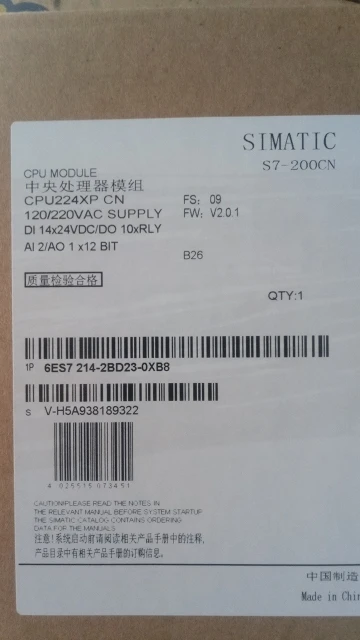 SIMATIC
S7-200CN
CPU MODULE
中央处理器模组
CPU224XP CN FS: 09
120/220VAC SUPPLY FW: V2.0.1
DI 14x24VDC/DO 10xRLY
AI 2/AO 1 x12 BIT
B26
质量检验合格
QTY:1
1P 6ES7 214-2BD23-0XB8
S V-H5A938189322
4 025515 073451
CAUTION!PLEASE READ THE NOTES IN
THE RELEVANT MANUAL BEFORE SYSTEM STARTUP
THE SIMATIC CATALOG CONTAINS ORDERING
DATA FOR THE MANUALS
注意!系统启动前请阅读相关产品手册中的注释,
产品目录中有相关产品手册的订购信息。
中国制造
Made in Chin